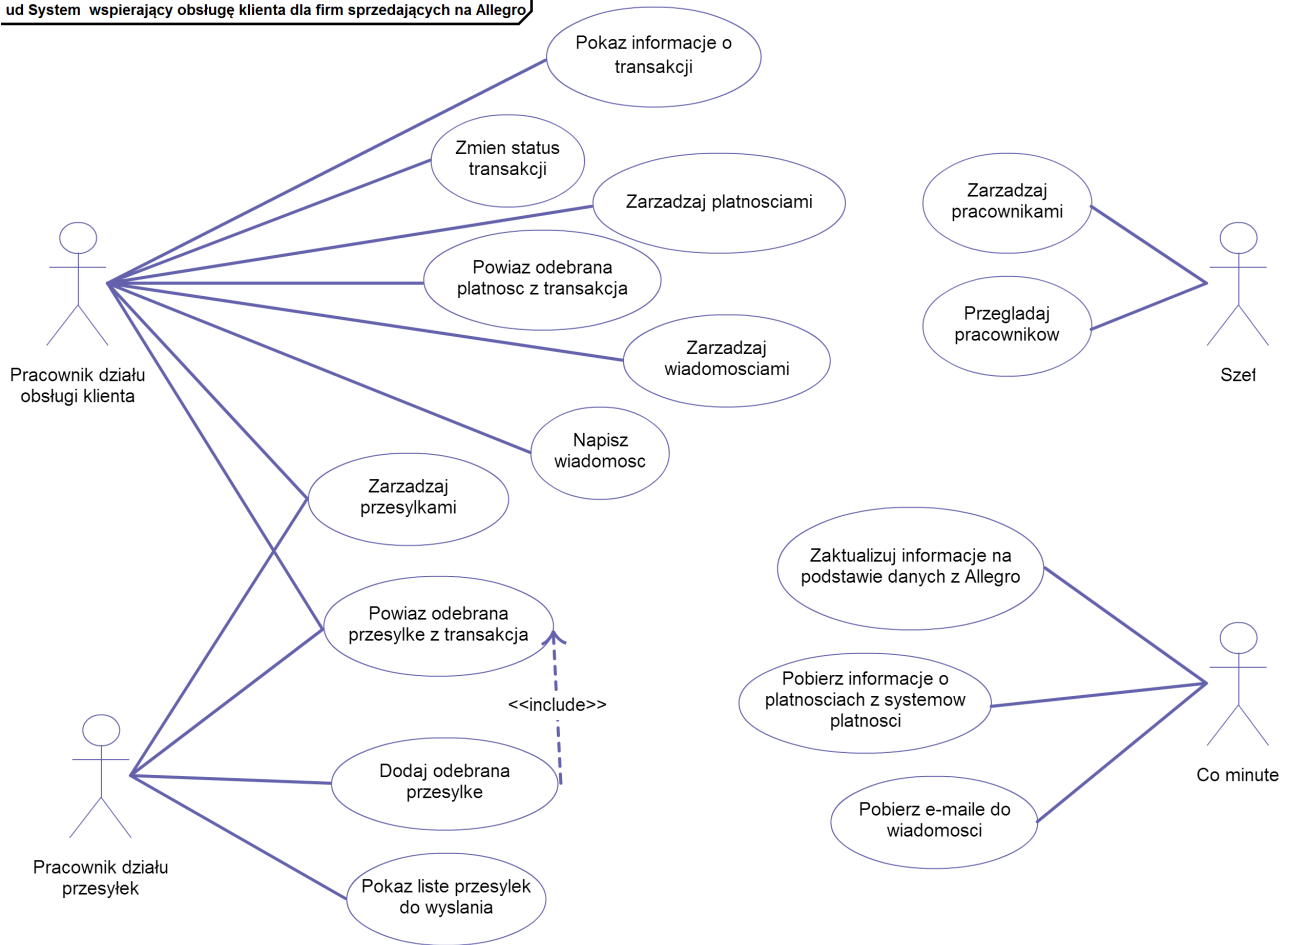 ud System wspierający obsługę klienta dla firm sprzedających na Allegro
Pokaz informacje o
transakcji
Zmien status
transakcji
Zarzadzaj platnosciami
Powiaz odebrana
platnosc z transakcja
Zarzadzaj
wiadomosciami
Napisz
wiadomosc
Zarzadzaj
przesylkami
Powiaz odebrana
przesylke z transakcja
<<include>>
Dodaj odebrana
przesylke
Pokaz liste przesylek
do wyslania
Pracownik działu
obsługi klienta
Pracownik działu
przesyłek
Zarzadzaj
pracownikami
Przegladaj
pracownikow
Szef
Zaktualizuj informacje na
podstawie danych z Allegro
Pobierz informacje o
platnosciach z systemow
platnosci
Pobierz e-maile do
wiadomosci
Co minute